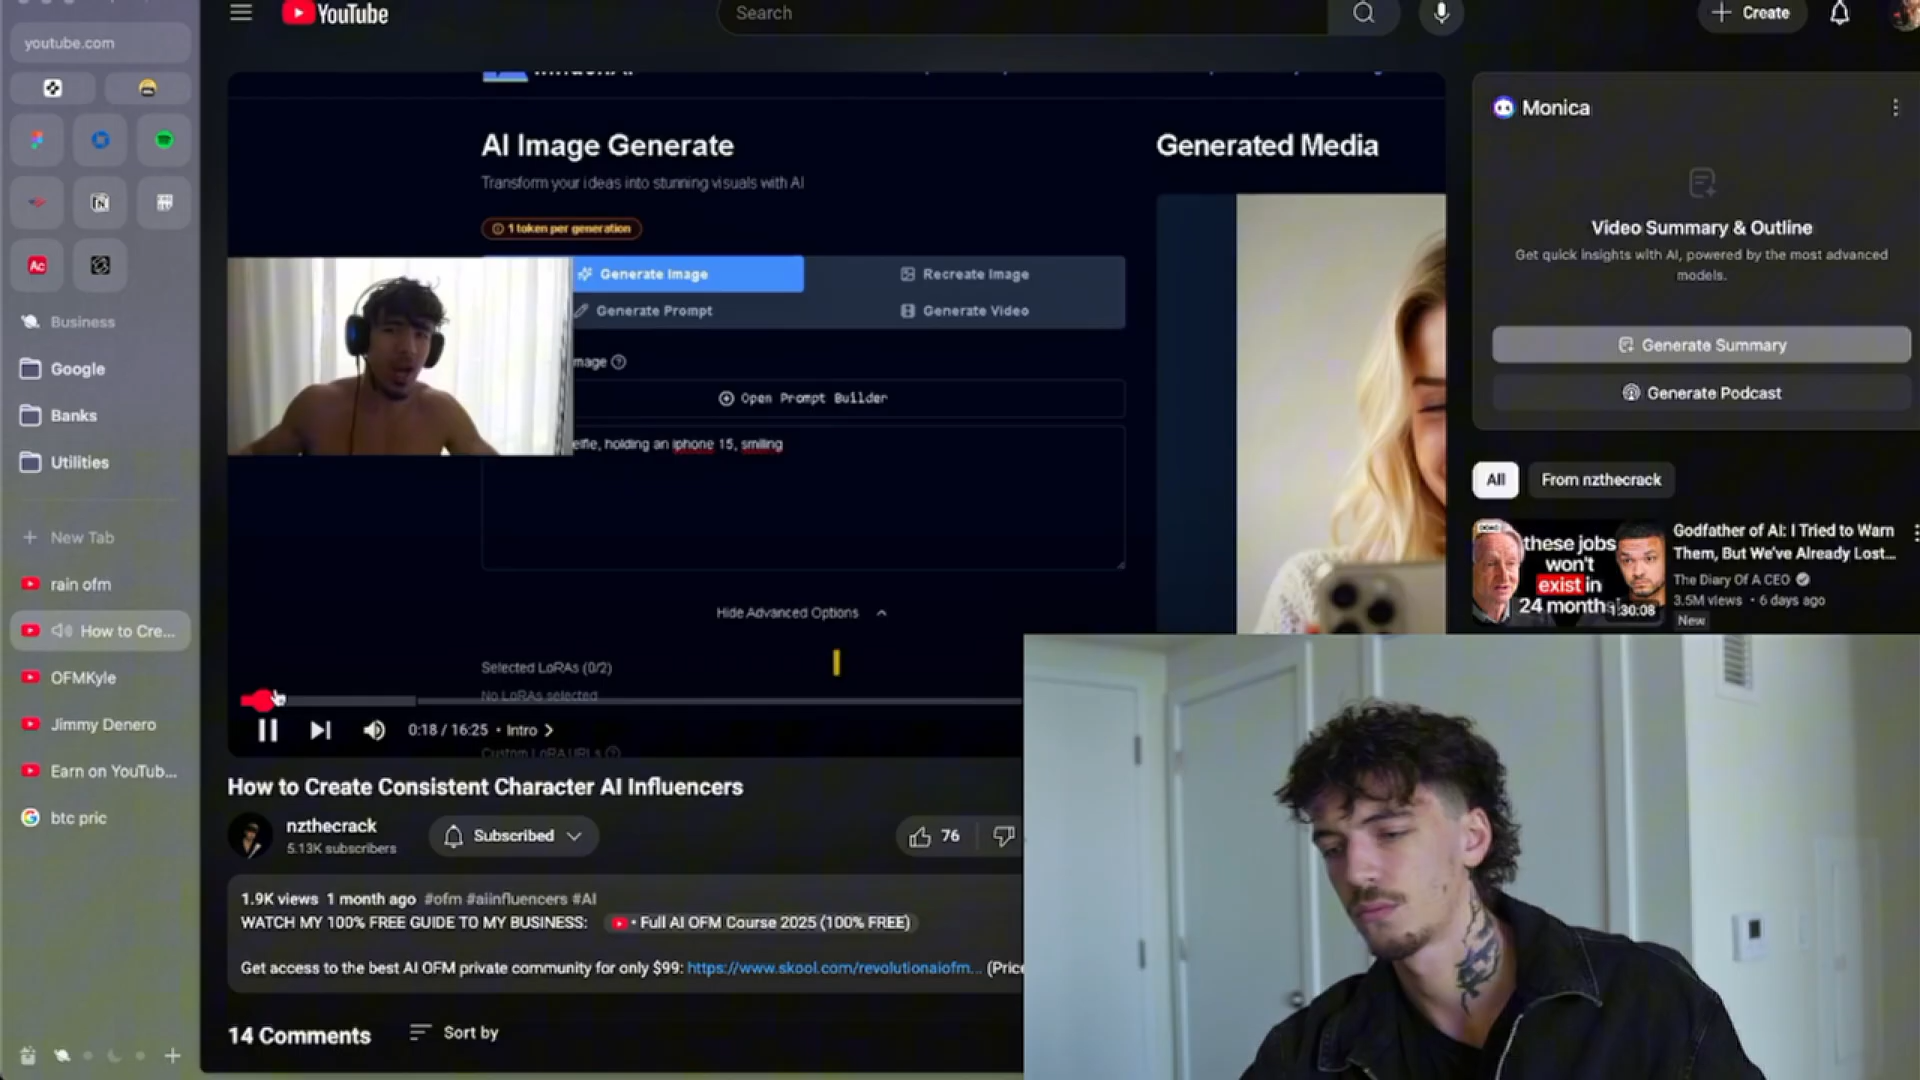 youtube.com
Business
Google
Banks
Utilities
New Tab
rain ofm
How to Cre...
OFMKyle
Jimmy Denero
Earn on YouTub...
btc pric
YouTube
Search
Create
AI Image Generate
Transform your ideas into stunning visuals with AI
1 token per generation
Generate Image
Recreate Image
Generate Prompt
Generate Video
mage
Open Prompt Builder
elfie, holding an iphone 15, smiling
Hide Advanced Options
Selected LoRAs (0/2)
No LoRAs selected
Custom LoRA URLs
Generated Media
0:18 / 16:25 • Intro
How to Create Consistent Character AI Influencers
nzthecrack
5.13K subscribers
Subscribed
76
1.9K views 1 month ago #ofm #aiinfluencers #AI
WATCH MY 100% FREE GUIDE TO MY BUSINESS: • Full AI OFM Course 2025 (100% FREE)
Get access to the best AI OFM private community for only $99: https://www.skool.com/revolutionaiofm... (Price
14 Comments
Sort by
Monica
Video Summary & Outline
Get quick insights with AI, powered by the most advanced
models.
Generate Summary
Generate Podcast
All
From nzthecrack
these jobs
won't
exist in
24 months
1:30:08
Godfather of AI: I Tried to Warn
Them, But We've Already Lost...
The Diary Of A CEO
3.5M views • 6 days ago
New